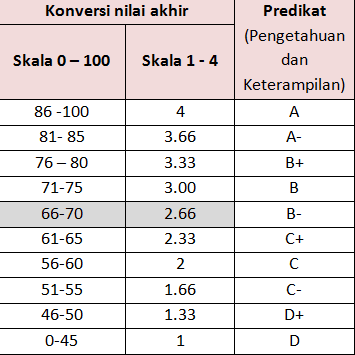 Konversi nilai akhir Predikat
(Pengetahuan
dan
Keterampilan)
Skala 0 – 100 Skala 1 - 4
86 -100 4 A
81- 85 3.66 A-
76 – 80 3.33 B+
71-75 3.00 B
66-70 2.66 B-
61-65 2.33 C+
56-60 2 C
51-55 1.66 C-
46-50 1.33 D+
0-45 1 D